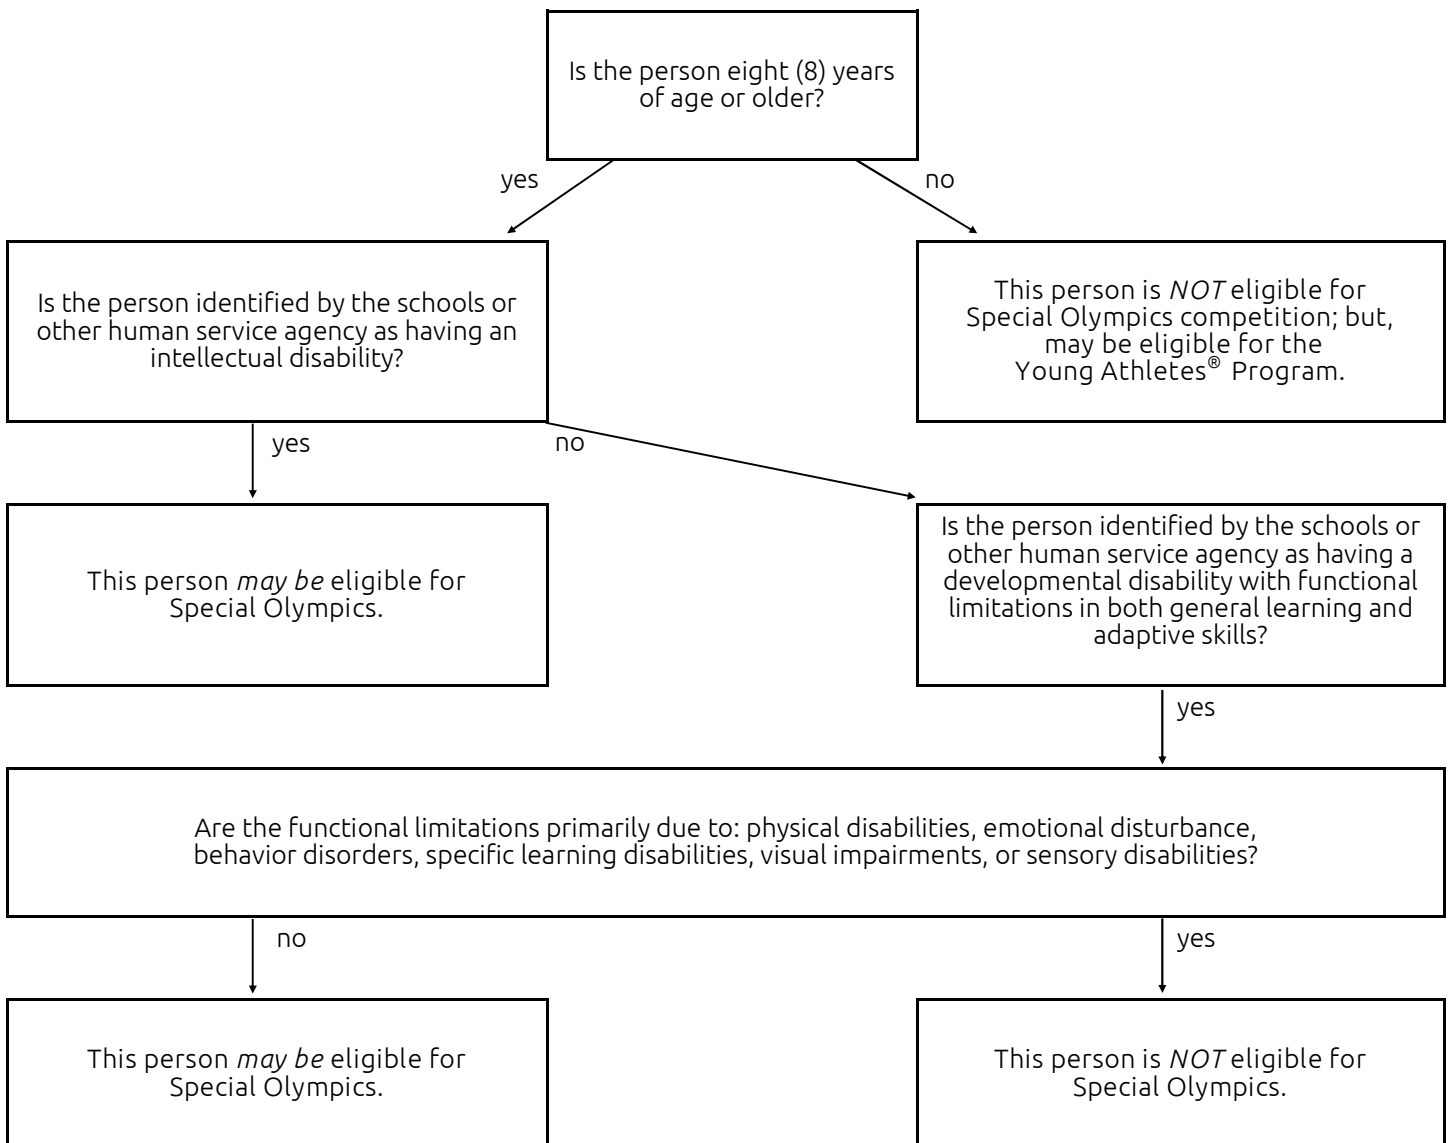 Is the person eight (8) years
of age or older?
yes
no
Is the person identified by the schools or
other human service agency as having an
intellectual disability?
This person is NOT eligible for
Special Olympics competition; but,
may be eligible for the
Young Athletes® Program.
yes
no
This person may be eligible for
Special Olympics.
Is the person identified by the schools or
other human service agency as having a
developmental disability with functional
limitations in both general learning and
adaptive skills?
yes
Are the functional limitations primarily due to: physical disabilities, emotional disturbance,
behavior disorders, specific learning disabilities, visual impairments, or sensory disabilities?
no
yes
This person may be eligible for
Special Olympics.
This person is NOT eligible for
Special Olympics.